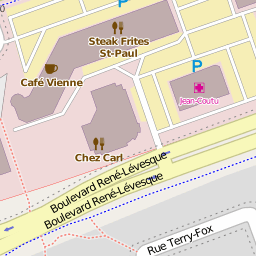 Steak Frites
St-Paul
P
Café Vienne
P
Jean-Coutu
Chez Carl
Boulevard René-Lévesque
Boulevard René-Lévesque
Rue Terry-Fox